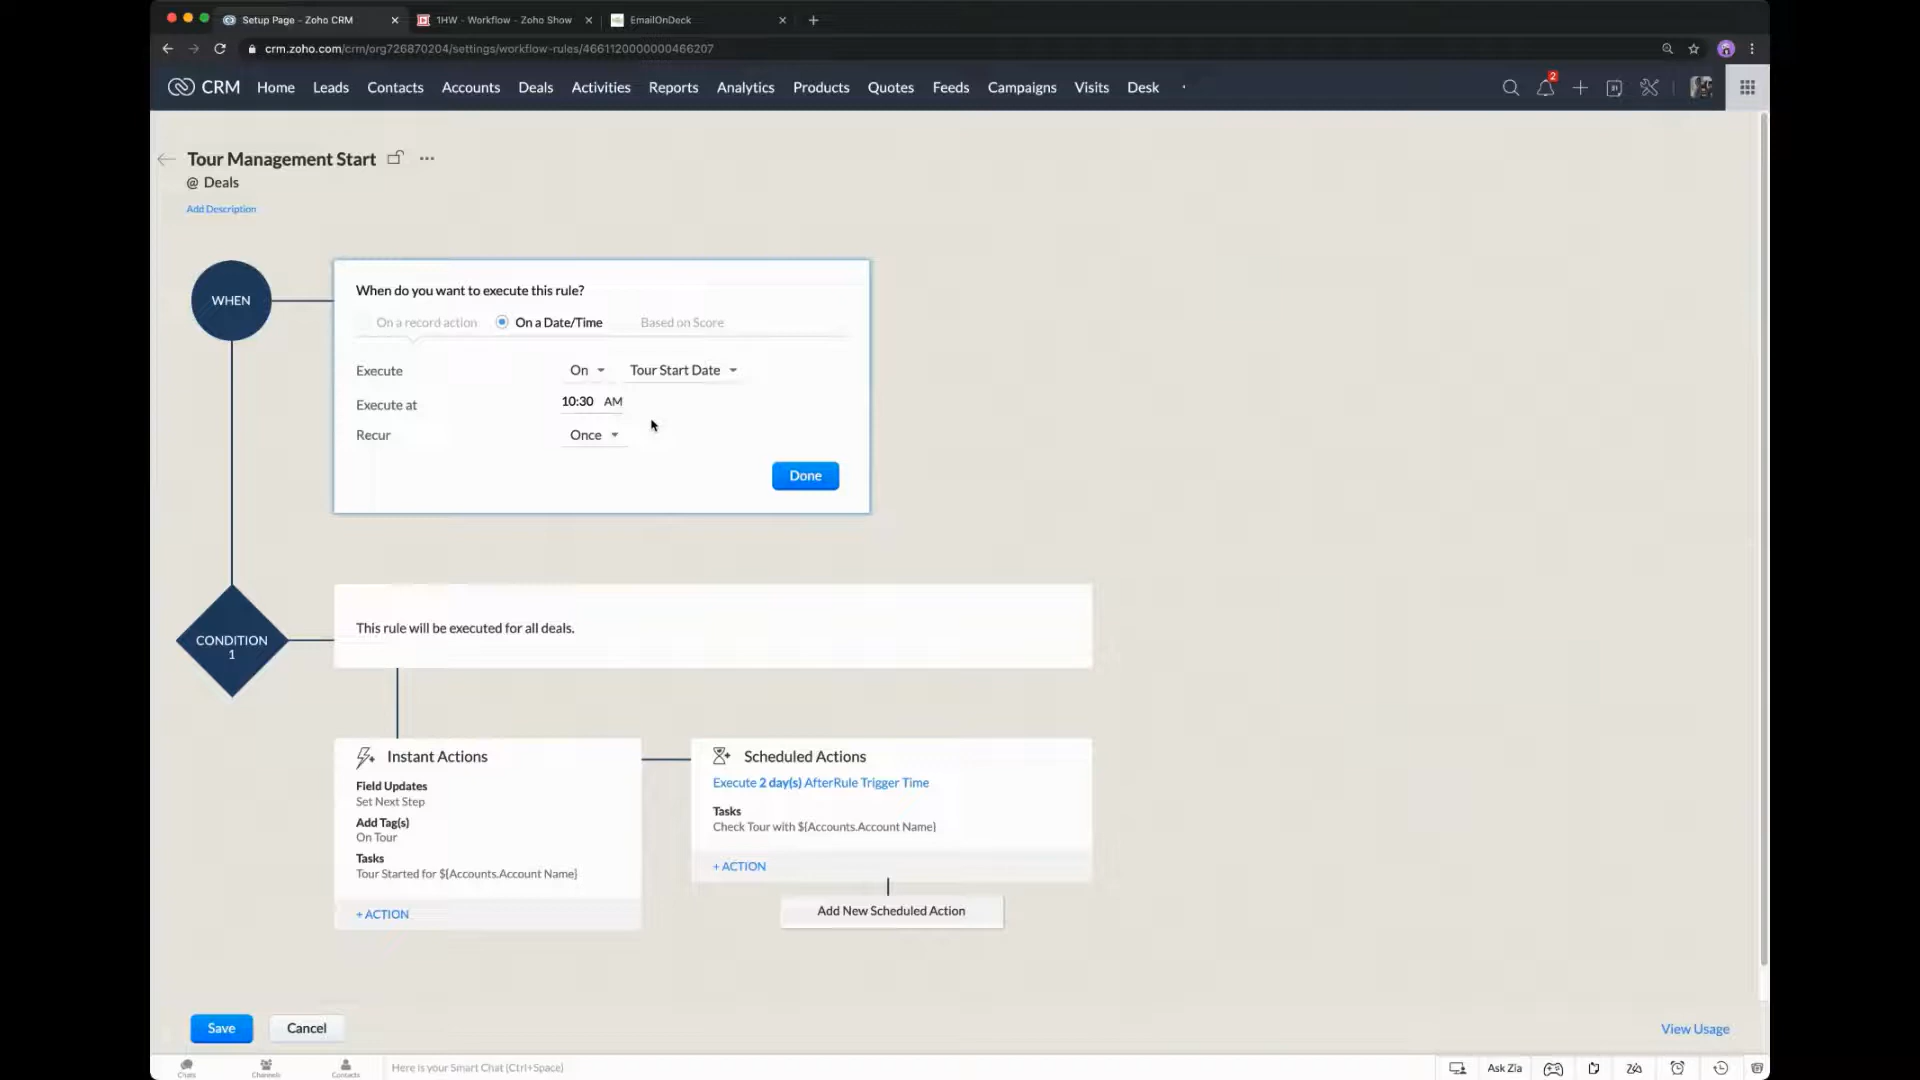 Setup Page - Zoho CRM
1HW - Workflow - Zoho Show
EmailOnDeck
crm.zoho.com/crm/org726870204/settings/workflow-rules/4661120000000466207
CRM Home Leads Contacts Accounts Deals Activities Reports Analytics Products Quotes Feeds Campaigns Visits Desk
2
Tour Management Start
@ Deals
Add Description
WHEN
When do you want to execute this rule?
On a record action On a Date/Time Based on Score
Execute On Tour Start Date
Execute at 10:30 AM
Recur Once
Done
CONDITION
1
This rule will be executed for all deals.
Instant Actions
Field Updates
Set Next Step
Add Tag(s)
On Tour
Tasks
Tour Started for ${Accounts.Account Name}
+ ACTION
Scheduled Actions
Execute 2 day(s) AfterRule Trigger Time
Tasks
Check Tour with ${Accounts.Account Name}
+ ACTION
Add New Scheduled Action
Save Cancel
View Usage
Chats Channels Contacts
Here is your Smart Chat (Ctrl+Space)
Ask Zia